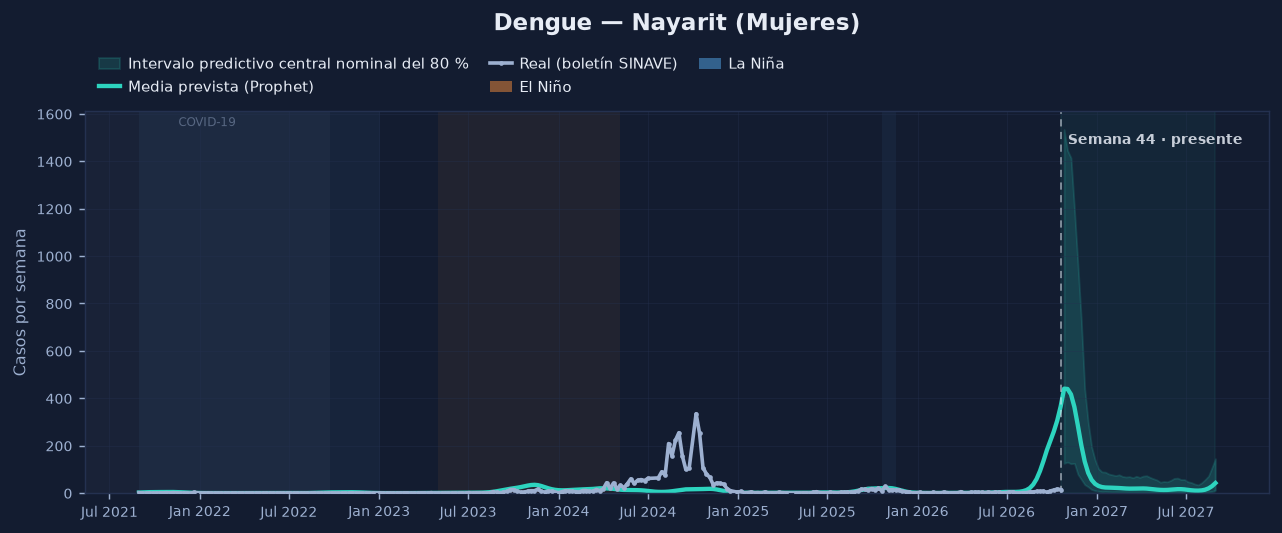 Dengue — Nayarit (Mujeres)
Intervalo predictivo central nominal del 80 %
Real (boletín SINAVE)
La Niña
Media prevista (Prophet)
El Niño
COVID-19
Semana 44 · presente
Casos por semana
1600
1400
1200
1000
800
600
400
200
0
Jul 2021
Jan 2022
Jul 2022
Jan 2023
Jul 2023
Jan 2024
Jul 2024
Jan 2025
Jul 2025
Jan 2026
Jul 2026
Jan 2027
Jul 2027